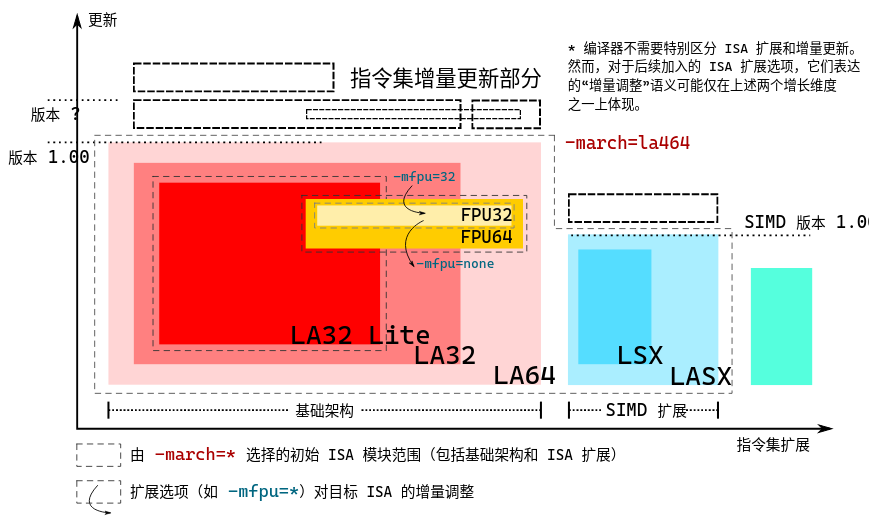 更新
指令集增量更新部分
* 编译器不需要特别区分 ISA 扩展和增量更新。
然而，对于后续加入的 ISA 扩展选项，它们表达
的“增量调整”语义可能仅在上述两个增长维度
之一上体现。
版本 ?
版本 1.00
-march=la464
-mfpu=32
FPU32
FPU64
-mfpu=none
SIMD 版本 1.0
LA32 Lite
LA32
LA64
LSX
LASX
基础架构
SIMD 扩展
指令集扩展
由 -march=* 选择的初始 ISA 模块范围（包括基础架构和 ISA 扩展）
扩展选项（如 -mfpu=*）对目标 ISA 的增量调整